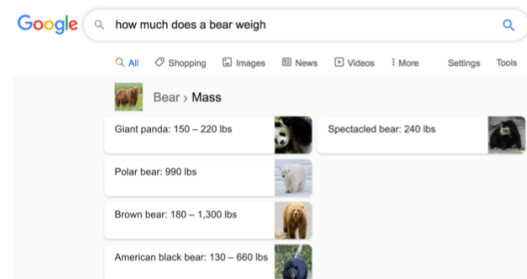 Google how much does a bear weigh
All Shopping Images News Videos More Settings Tools
Bear > Mass
Giant panda: 150 – 220 lbs
Spectacled bear: 240 lbs
Polar bear: 990 lbs
Brown bear: 180 – 1,300 lbs
American black bear: 130 – 660 lbs